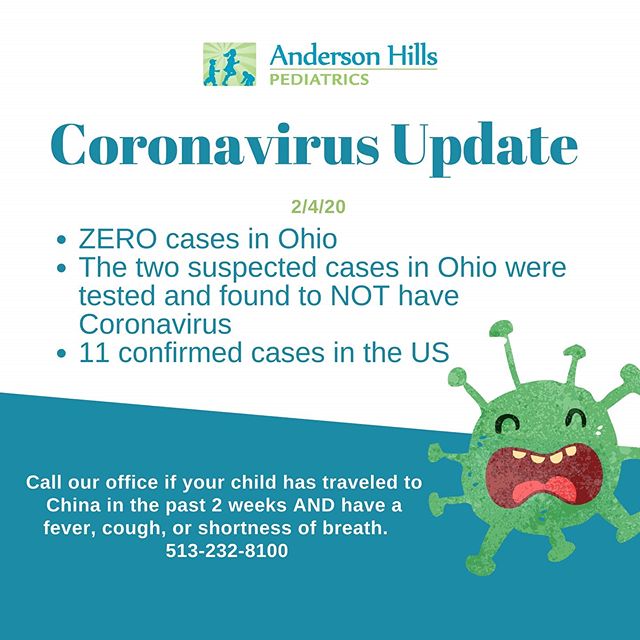 Anderson Hills
PEDIATRICS
Coronavirus Update
2/4/20
• ZERO cases in Ohio
• The two suspected cases in Ohio were
tested and found to NOT have
Coronavirus
• 11 confirmed cases in the US
Call our office if your child has traveled to
China in the past 2 weeks AND have a
fever, cough, or shortness of breath.
513-232-8100